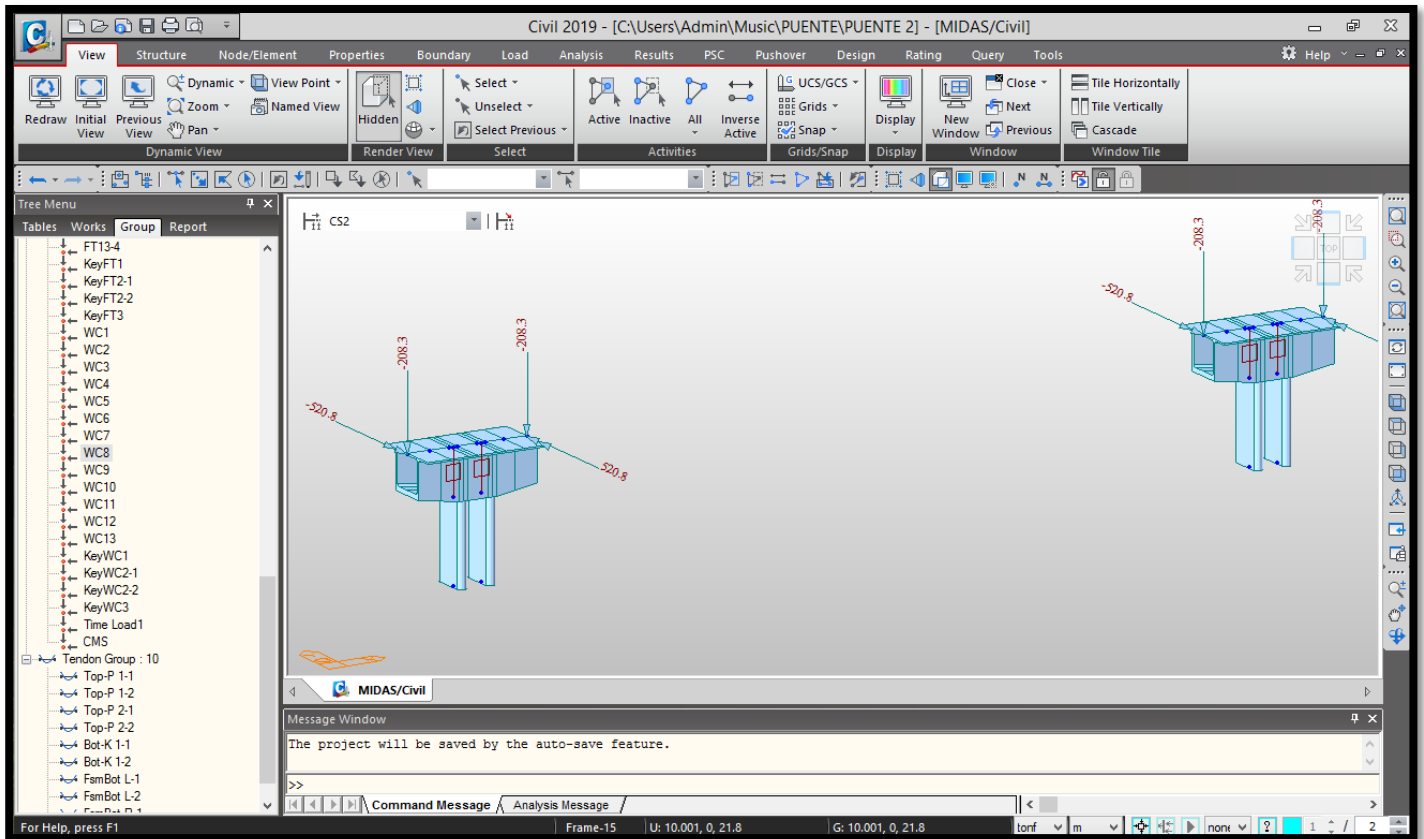 Civil 2019 - [C:\Users\Admin\Music\PUENTE\PUENTE 2] - [MIDAS/Civil]
View Structure Node/Element Properties Boundary Load Analysis Results PSC Pushover Design Rating Query Tools Help
Redraw
Initial View
Previous View
Dynamic
Zoom
Pan
View Point
Named View
Dynamic View
Hidden
Render View
Select
Unselect
Select Previous
Select
Active
Inactive
All
Inverse Active
Activities
UCS/GCS
Grids
Snap
Grids/Snap
Display
Display
New Window
Close
Next
Previous
Window
Tile Horizontally
Tile Vertically
Cascade
Window Tile
Tree Menu
Tables Works Group Report
FT13-4
KeyFT1
KeyFT2-1
KeyFT2-2
KeyFT3
WC1
WC2
WC3
WC4
WC5
WC6
WC7
WC8
WC9
WC10
WC11
WC12
WC13
KeyWC1
KeyWC2-1
KeyWC2-2
KeyWC3
Time Load1
CMS
Tendon Group : 10
Top-P 1-1
Top-P 1-2
Top-P 2-1
Top-P 2-2
Bot-K 1-1
Bot-K 1-2
FsmBot L-1
FsmBot L-2
CS2
-208.3
-208.3
TOP
-520.8
-208.3
-208.3
-520.8
-520.8
MIDAS/Civil
Message Window
The project will be saved by the auto-save feature.
>>
Command Message Analysis Message
For Help, press F1
Frame-15
U: 10.001, 0, 21.8
G: 10.001, 0, 21.8
tonf
m
none
?
1 / 2